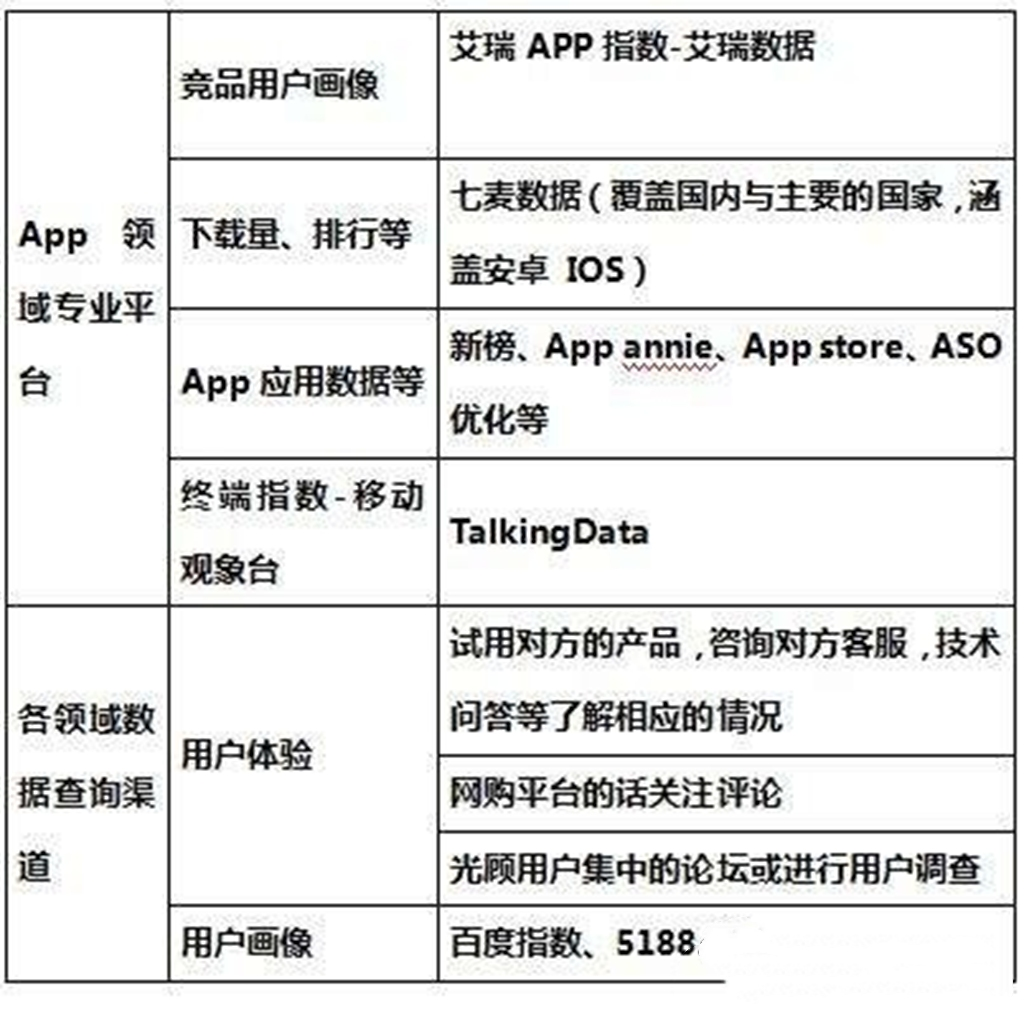 App 领
域专业平
台
竞品用户画像
艾瑞 APP 指数-艾瑞数据
下载量、排行等
七麦数据(覆盖国内与主要的国家,涵
盖安卓 IOS)
App 应用数据等
新榜、App annie、App store、ASO
优化等
终端指数-移动
观象台
TalkingData
各领域数
据查询渠
道
用户体验
试用对方的产品,咨询对方客服,技术
问答等了解相应的情况
网购平台的话关注评论
光顾用户集中的论坛或进行用户调查
用户画像
百度指数、5188